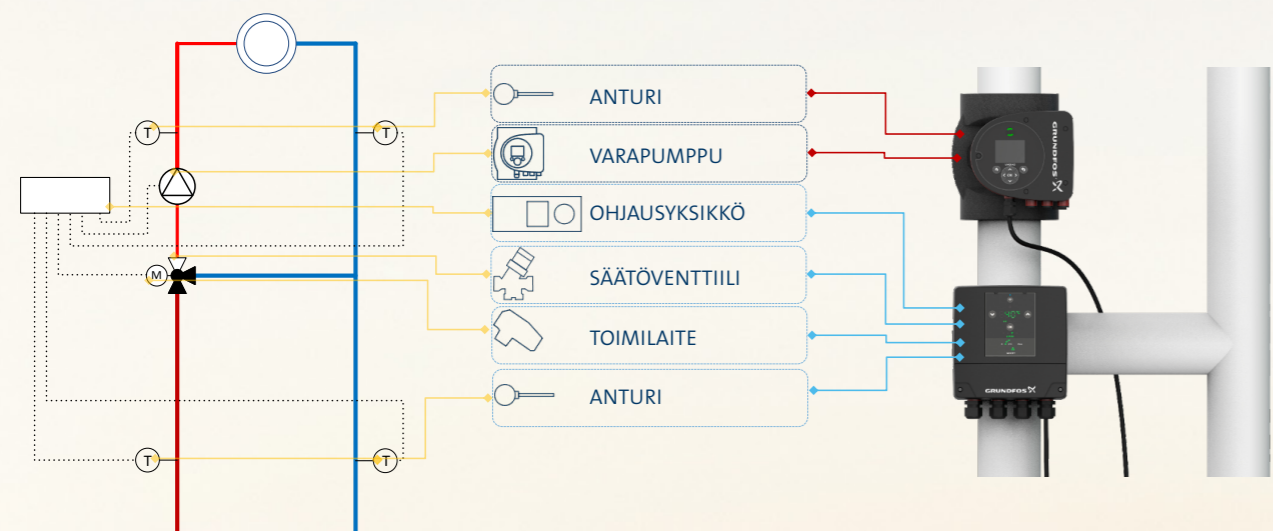 T
T
M
T
T
ANTURI
VARAPUMPPU
OHJAUSYKSIKKÖ
SÄÄTÖVENTTIILI
TOIMILAITE
ANTURI
GRUNDFOS
GRUNDFOS